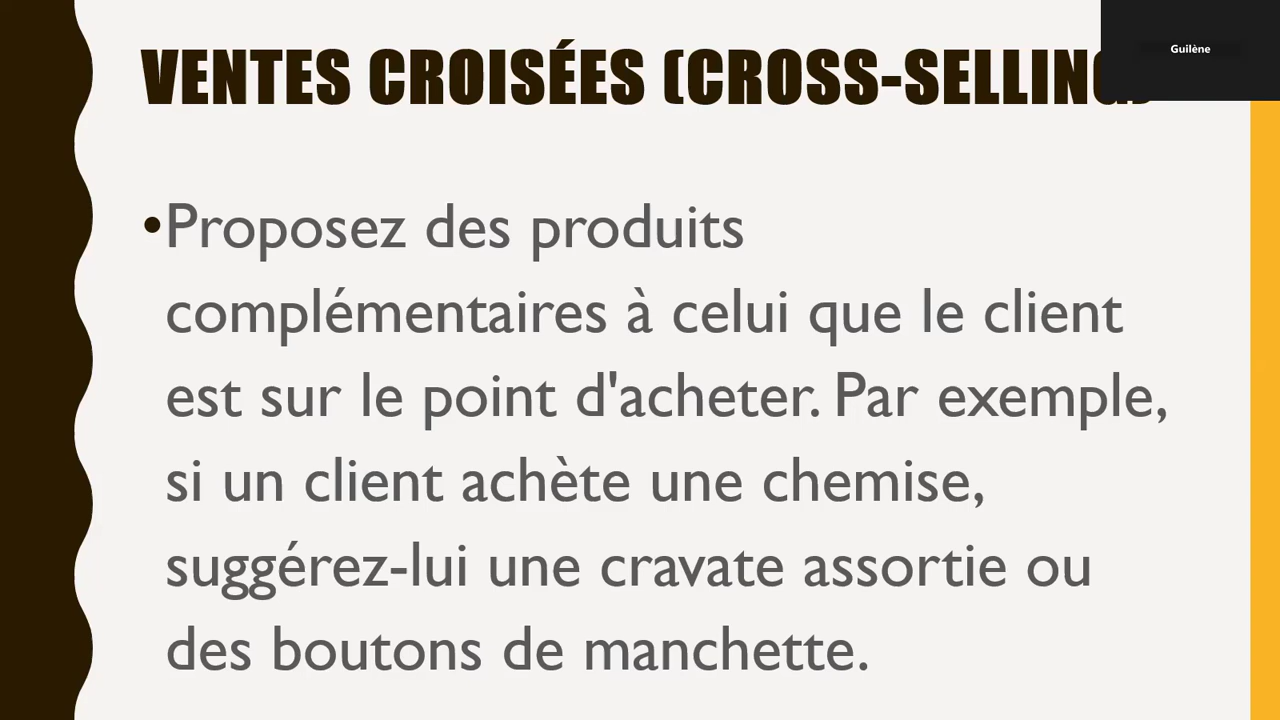 VENTES CROISÉES (CROSS-SELLING)
Guilène
•Proposez des produits
complémentaires à celui que le client
est sur le point d'acheter. Par exemple,
si un client achète une chemise,
suggérez-lui une cravate assortie ou
des boutons de manchette.